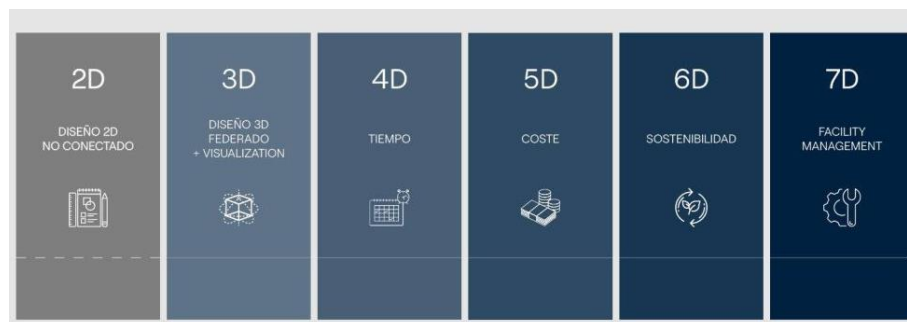 2D
DISEÑO 2D
NO CONECTADO
3D
DISEÑO 3D
FEDERADO
+ VISUALIZATION
4D
TIEMPO
5D
COSTE
6D
SOSTENIBILIDAD
7D
FACILITY
MANAGEMENT